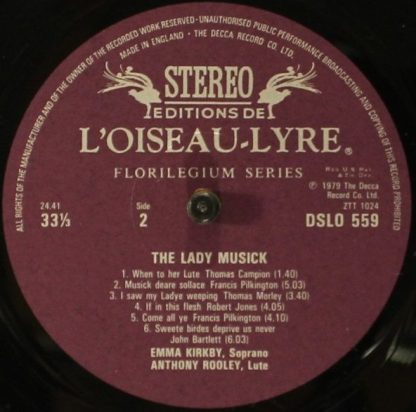 ALL RIGHTS OF THE MANUFACTURER AND OF THE OWNER OF THE RECORDED WORK RESERVED · UNAUTHORISED PUBLIC PERFORMANCE BROADCASTING AND COPYING OF THIS RECORD PROHIBITED
MADE IN ENGLAND · THE DECCA RECORD CO. LTD.
STEREO
EDITIONS DE
L'OISEAU-LYRE®
FLORILEGIUM SERIES
24.41
33⅓
Side
2
℗ 1979 The Decca
Record Co. Ltd.
ZTT 1024
DSLO 559
THE LADY MUSICK
1. When to her Lute Thomas Campion (1.40)
2. Musick deare sollace Francis Pilkington (5.03)
3. I saw my Ladye weeping Thomas Morley (3.40)
4. If in this flesh Robert Jones (4.05)
5. Come all ye Francis Pilkington (4.10)
6. Sweete birdes deprive us never
John Bartlett (6.03)
EMMA KIRKBY, Soprano
ANTHONY ROOLEY, Lute